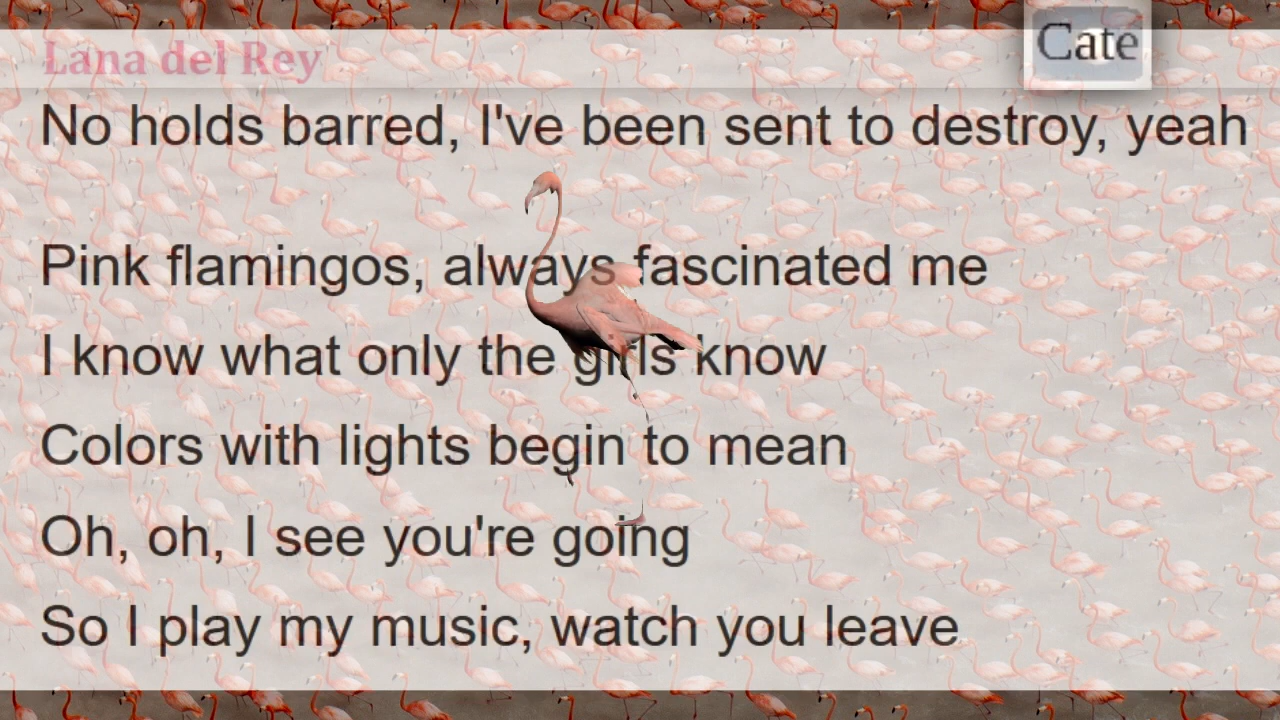 Lana del Rey
Cate
No holds barred, I've been sent to destroy, yeah
Pink flamingos, always fascinated me
I know what only the girls know
Colors with lights begin to mean
Oh, oh, I see you're going
So I play my music, watch you leave